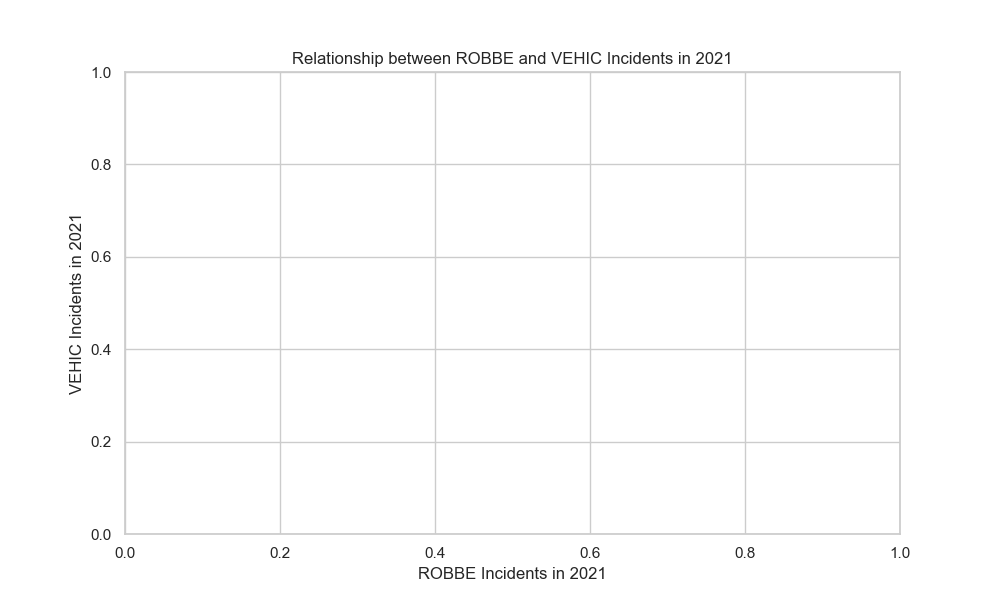 Relationship between ROBBE and VEHIC Incidents in 2021
1.0
0.8
0.6
0.4
0.2
0.0
VEHIC Incidents in 2021
0.0 0.2 0.4 0.6 0.8 1.0
ROBBE Incidents in 2021